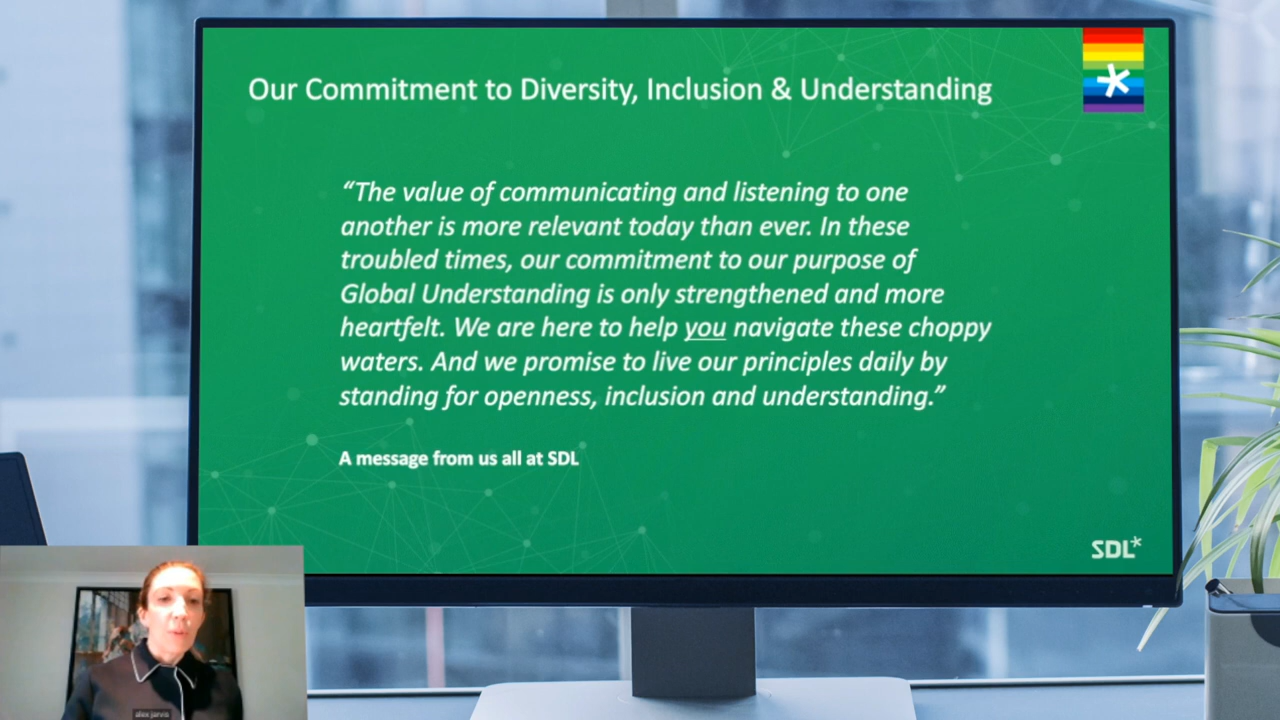 Our Commitment to Diversity, Inclusion & Understanding
“The value of communicating and listening to one
another is more relevant today than ever. In these
troubled times, our commitment to our purpose of
Global Understanding is only strengthened and more
heartfelt. We are here to help you navigate these choppy
waters. And we promise to live our principles daily by
standing for openness, inclusion and understanding.”
A message from us all at SDL
SDL*
alex jarvis